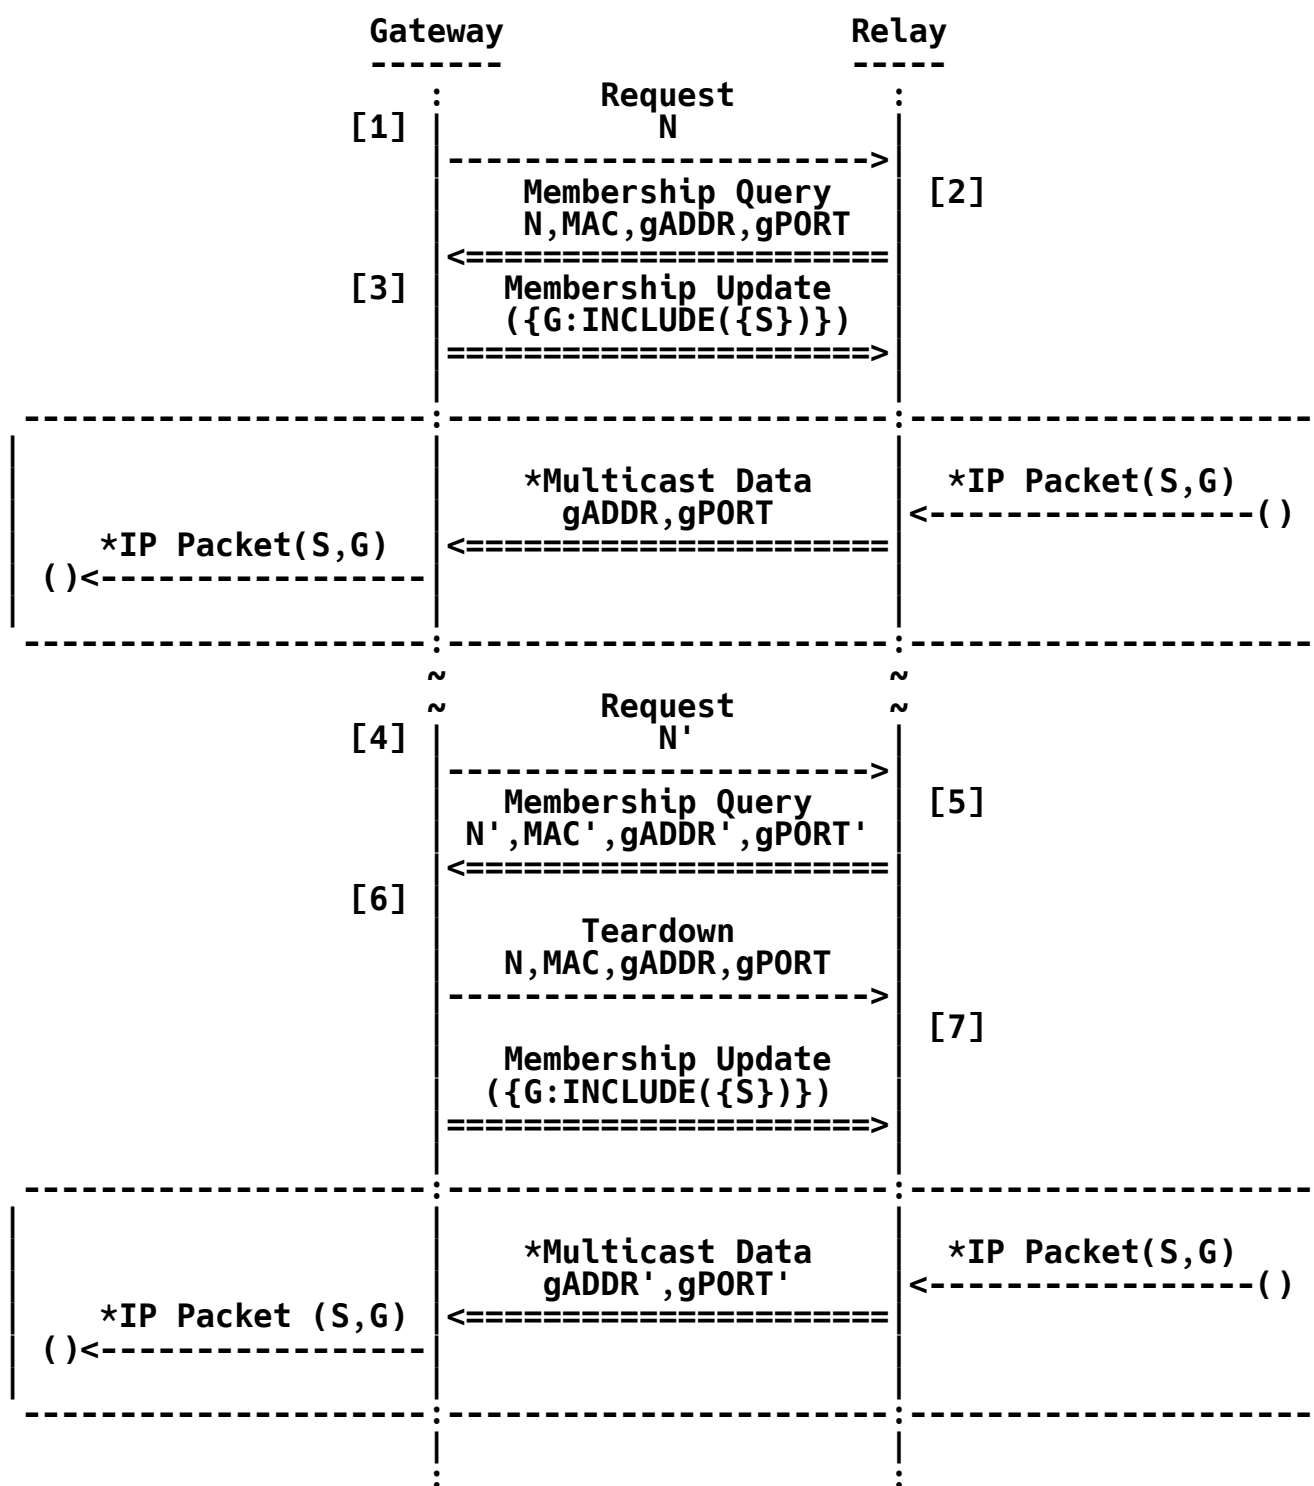 Gateway                  Relay
                   -------                  -----
                      :        Request        :
                  [1] |           N           |
                      |---------------------->|
                      |    Membership Query   | [2]
                      |    N,MAC,gADDR,gPORT  |
                      |<======================|
                  [3] |   Membership Update   |
                      |   ({G:INCLUDE({S})})  |
                      |======================>|
                      |                       |
 ---------------------:-----------------------:---------------------
|                     |                       |                     |
|                     |    *Multicast Data    |  *IP Packet(S,G)    |
|                     |      gADDR,gPORT      |<-----------------() |
|    *IP Packet(S,G)  |<======================|                     |
| ()<-----------------|                       |                     |
|                     |                       |                     |
 ---------------------:-----------------------:---------------------
                      ~                       ~
                      ~        Request        ~
                  [4] |           N'          |
                      |---------------------->|
                      |   Membership Query    | [5]
                      | N',MAC',gADDR',gPORT' |
                      |<======================|
                  [6] |                       |
                      |       Teardown        |
                      |   N,MAC,gADDR,gPORT   |
                      |---------------------->|
                      |                       | [7]
                      |   Membership Update   |
                      |  ({G:INCLUDE({S})})   |
                      |======================>|
                      |                       |
 ---------------------:-----------------------:---------------------
|                     |                       |                     |
|                     |    *Multicast Data    |  *IP Packet(S,G)    |
|                     |     gADDR',gPORT'     |<-----------------() |
|    *IP Packet (S,G) |<======================|                     |
| ()<-----------------|                       |                     |
|                     |                       |                     |
 ---------------------:-----------------------:---------------------
                      |                       |
                      :                       :